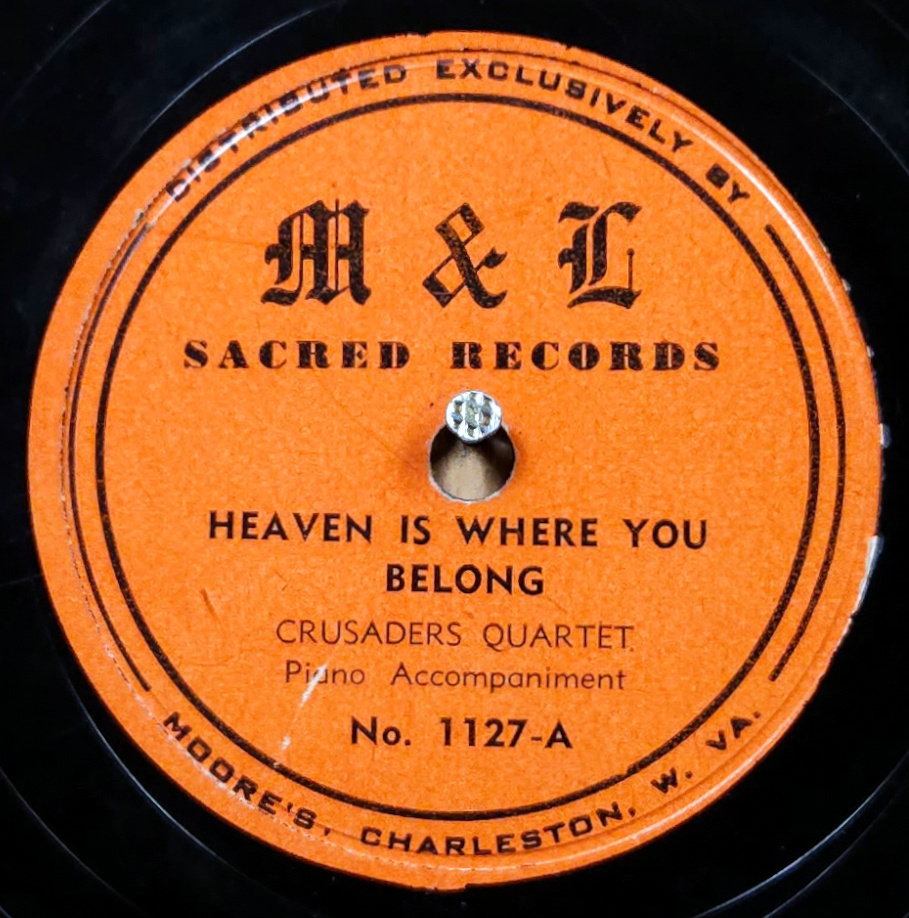 DISTRIBUTED EXCLUSIVELY BY
M & L
SACRED RECORDS
HEAVEN IS WHERE YOU
BELONG
CRUSADERS QUARTET
Piano Accompaniment
No. 1127-A
MOORE'S, CHARLESTON, W. VA.